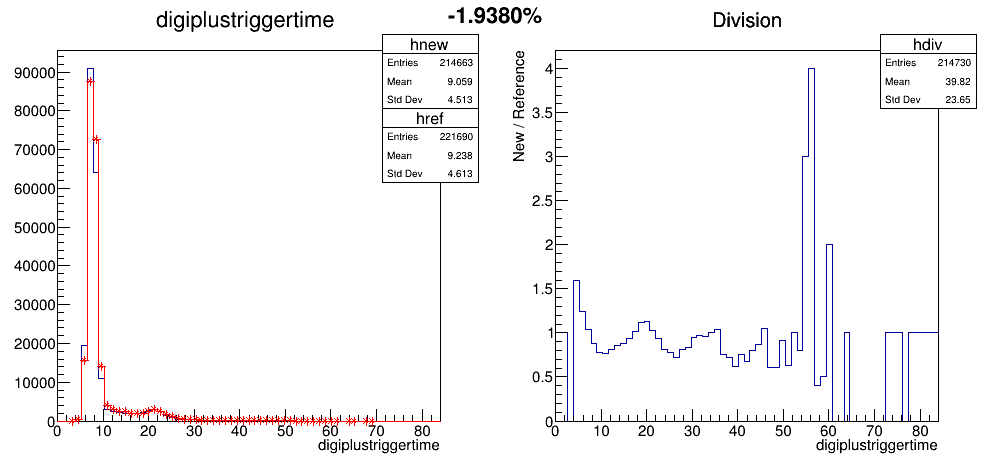 digiplustriggertime
-1.9380%
Division
hnew
Entries 214663
Mean 9.059
Std Dev 4.513
href
Entries 221690
Mean 9.238
Std Dev 4.613
90000
80000
70000
60000
50000
40000
30000
20000
10000
0
0 10 20 30 40 50 60 70 80
digiplustriggertime
hdiv
Entries 214730
Mean 39.82
Std Dev 23.65
New / Reference
4
3.5
3
2.5
2
1.5
1
0.5
0
0 10 20 30 40 50 60 70 80
digiplustriggertime